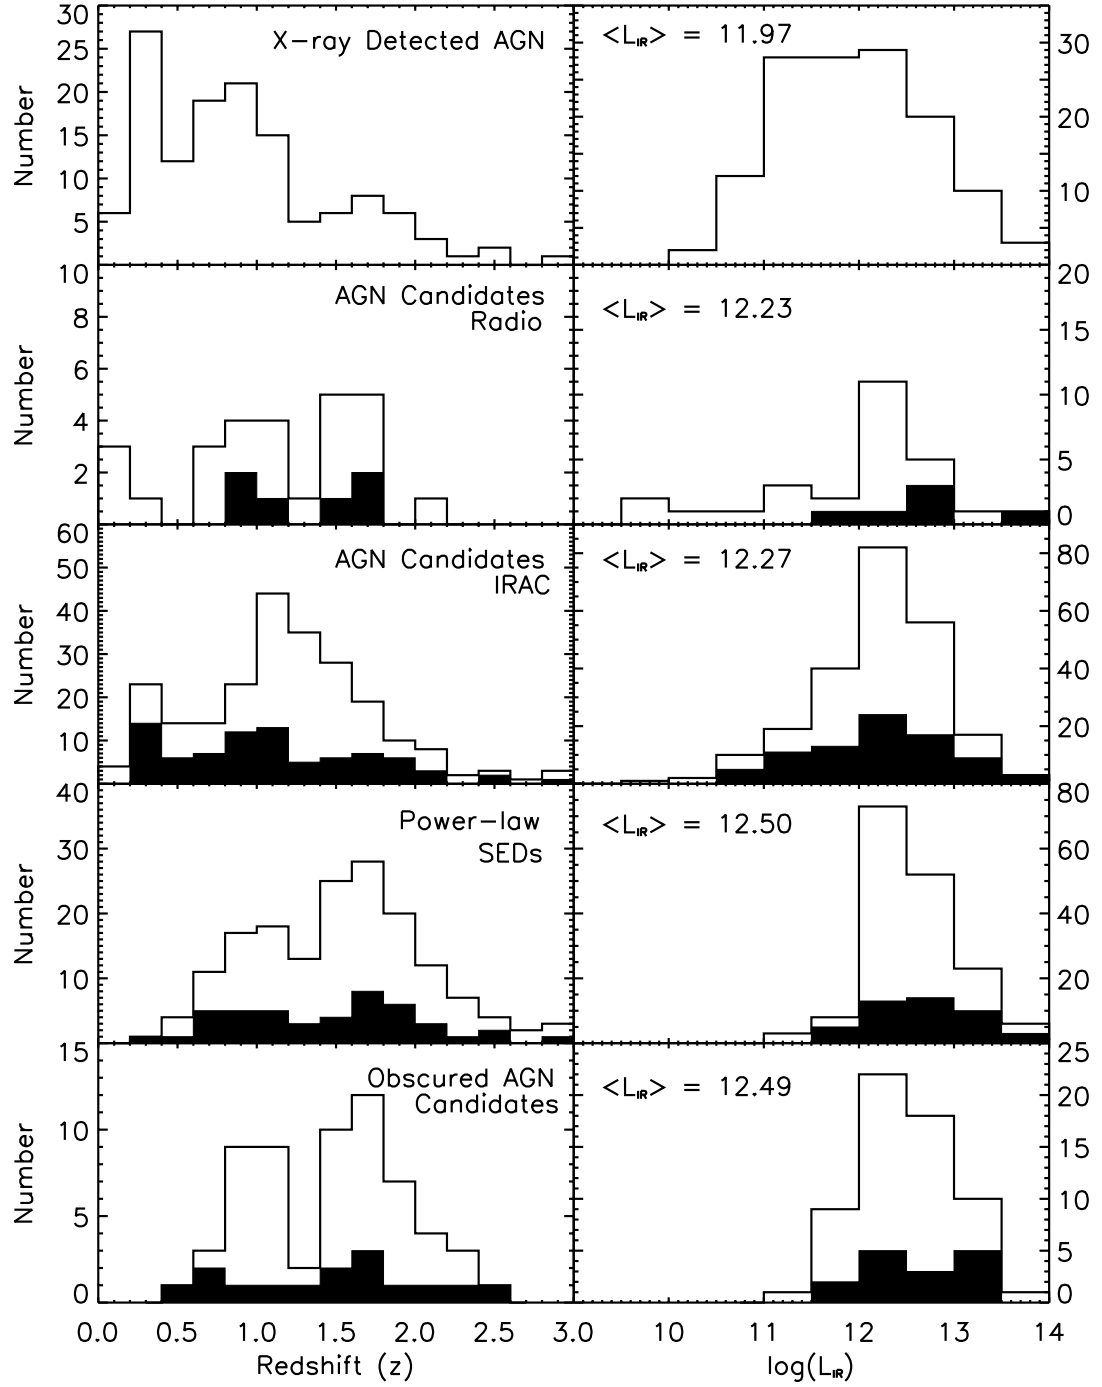 30
25
20
15
10
5
Number
X-ray Detected AGN
<L_IR> = 11.97
30
20
10
10
8
6
4
2
Number
AGN Candidates
Radio
<L_IR> = 12.23
20
15
10
5
0
60
50
40
30
20
10
Number
AGN Candidates
IRAC
<L_IR> = 12.27
80
60
40
20
40
30
20
10
Number
Power-law
SEDs
<L_IR> = 12.50
80
60
40
20
15
10
5
0
Number
Obscured AGN
Candidates
<L_IR> = 12.49
25
20
15
10
5
0
0.0 0.5 1.0 1.5 2.0 2.5 3.0 10 11 12 13 14
Redshift (z)
log(L_IR)